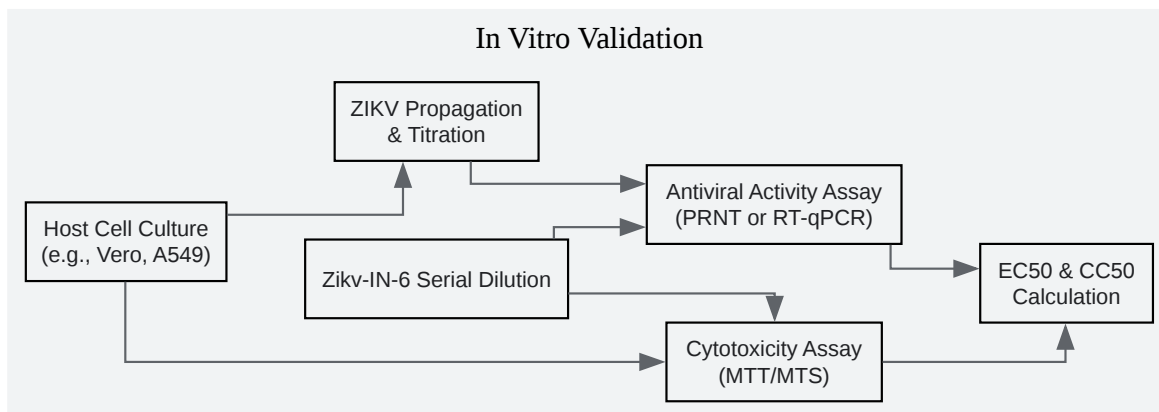 In Vitro Validation
ZIKV Propagation
& Titration
Antiviral Activity Assay
(PRNT or RT-qPCR)
Host Cell Culture
(e.g., Vero, A549)
Zikv-IN-6 Serial Dilution
EC50 & CC50
Calculation
Cytotoxicity Assay
(MTT/MTS)